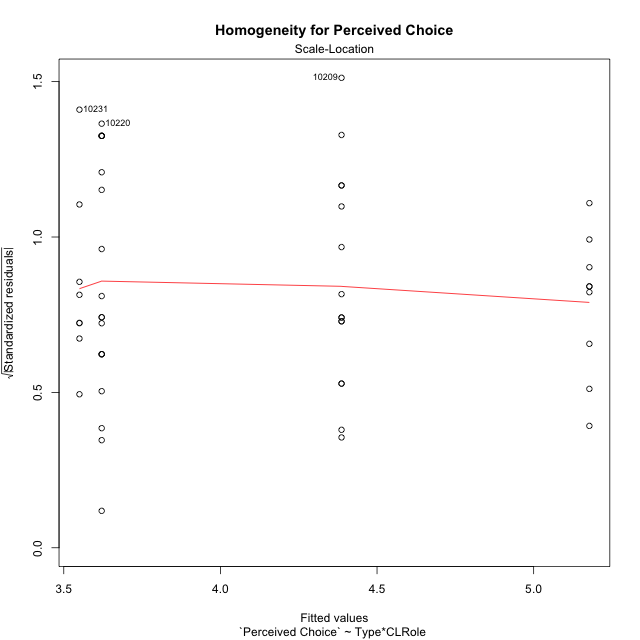 Homogeneity for Perceived Choice
Scale-Location
√|Standardized residuals|
1.5
1.0
0.5
0.0
10209
10231
10220
3.5 4.0 4.5 5.0
Fitted values
`Perceived Choice` ~ Type*CLRole